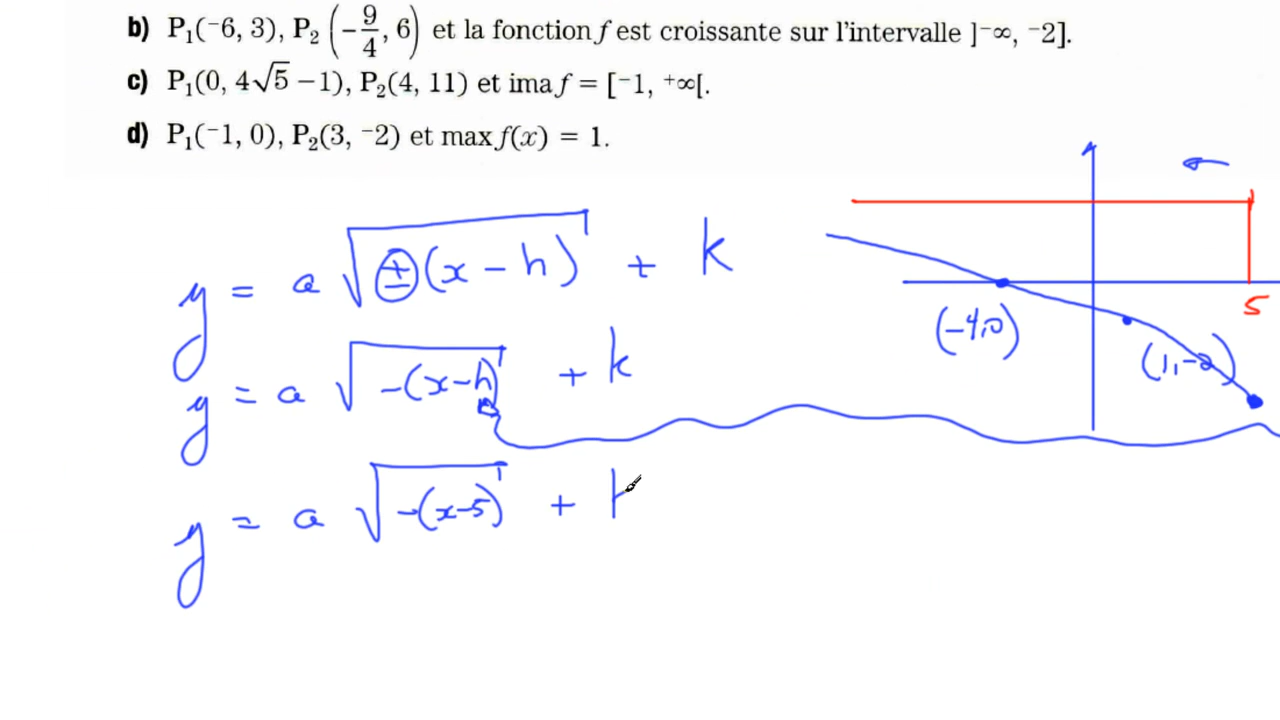 b) P₁(⁻6, 3), P₂(−9/4, 6) et la fonction f est croissante sur l'intervalle ]⁻∞, ⁻2].
c) P₁(0, 4√5 − 1), P₂(4, 11) et ima f = [⁻1, ⁺∞[.
d) P₁(⁻1, 0), P₂(3, ⁻2) et max f(x) = 1.
y = a √(±(x − h)) + k
5
(−4,0)
(1,−2)
y = a √(−(x−h)) + k
y = a √(−(x−5)) +